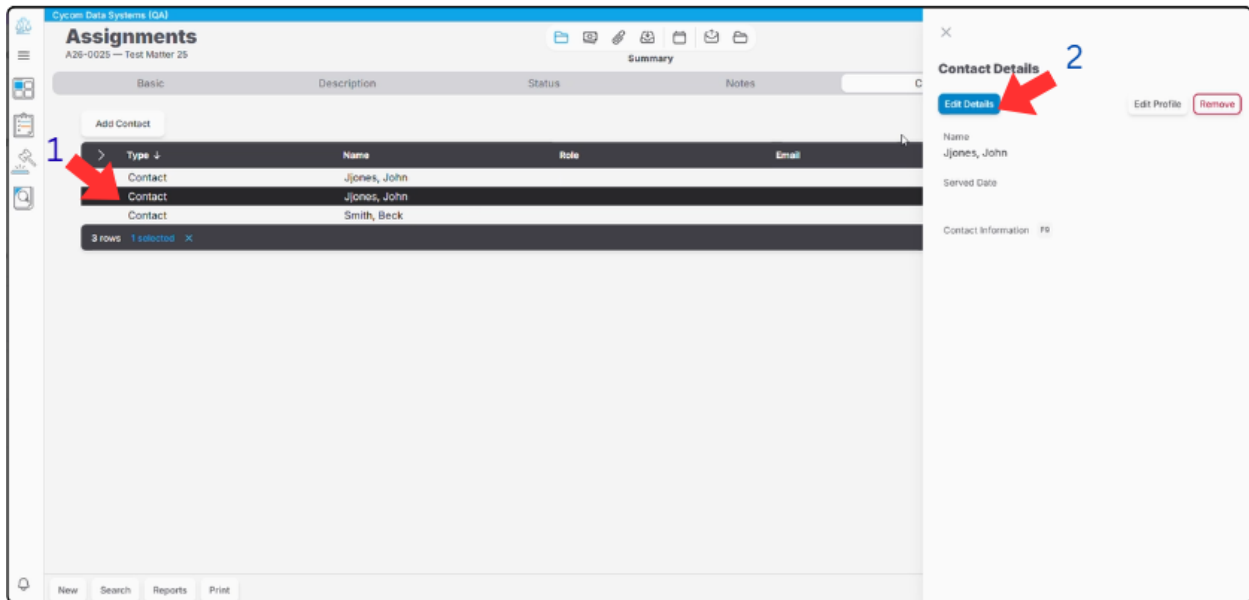 Cycom Data Systems (QA)
Assignments
A26-0025 — Test Matter 25
Summary
Basic Description Status Notes C
Add Contact
1
Type ↓ Name Role Email
Contact Jjones, John
Contact Jjones, John
Contact Smith, Beck
3 rows 1 selected ×
New Search Reports Print
Contact Details
2
Edit Details Edit Profile Remove
Name
Jjones, John
Served Date
Contact Information F9